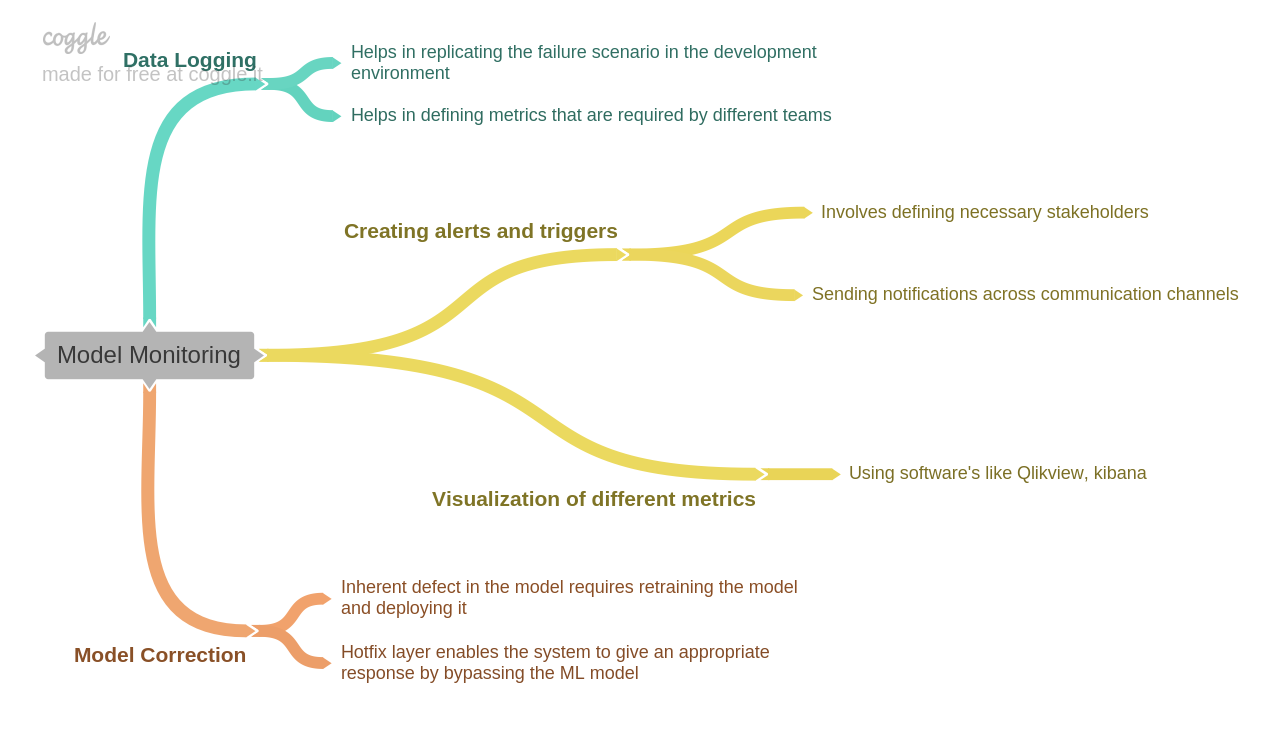 coggle
made for free at coggle.it
Data Logging
Helps in replicating the failure scenario in the development
environment
Helps in defining metrics that are required by different teams
Creating alerts and triggers
Involves defining necessary stakeholders
Sending notifications across communication channels
Model Monitoring
Visualization of different metrics
Using software's like Qlikview, kibana
Model Correction
Inherent defect in the model requires retraining the model
and deploying it
Hotfix layer enables the system to give an appropriate
response by bypassing the ML model